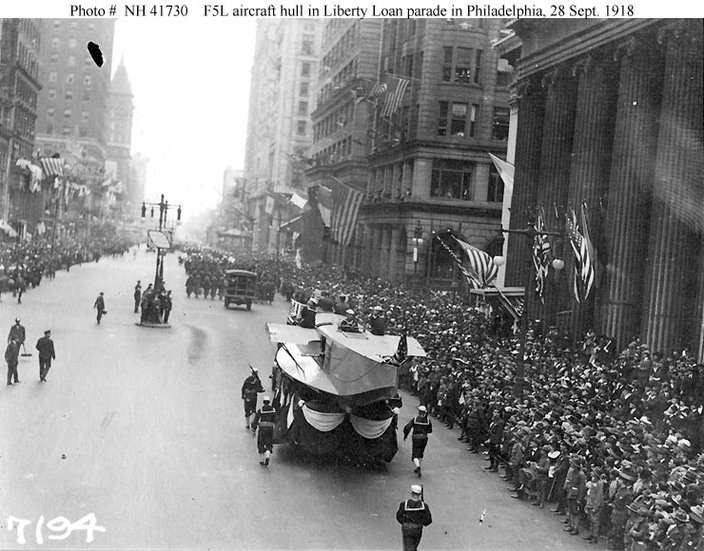 Photo # NH 41730 F5L aircraft hull in Liberty Loan parade in Philadelphia, 28 Sept. 1918
7194